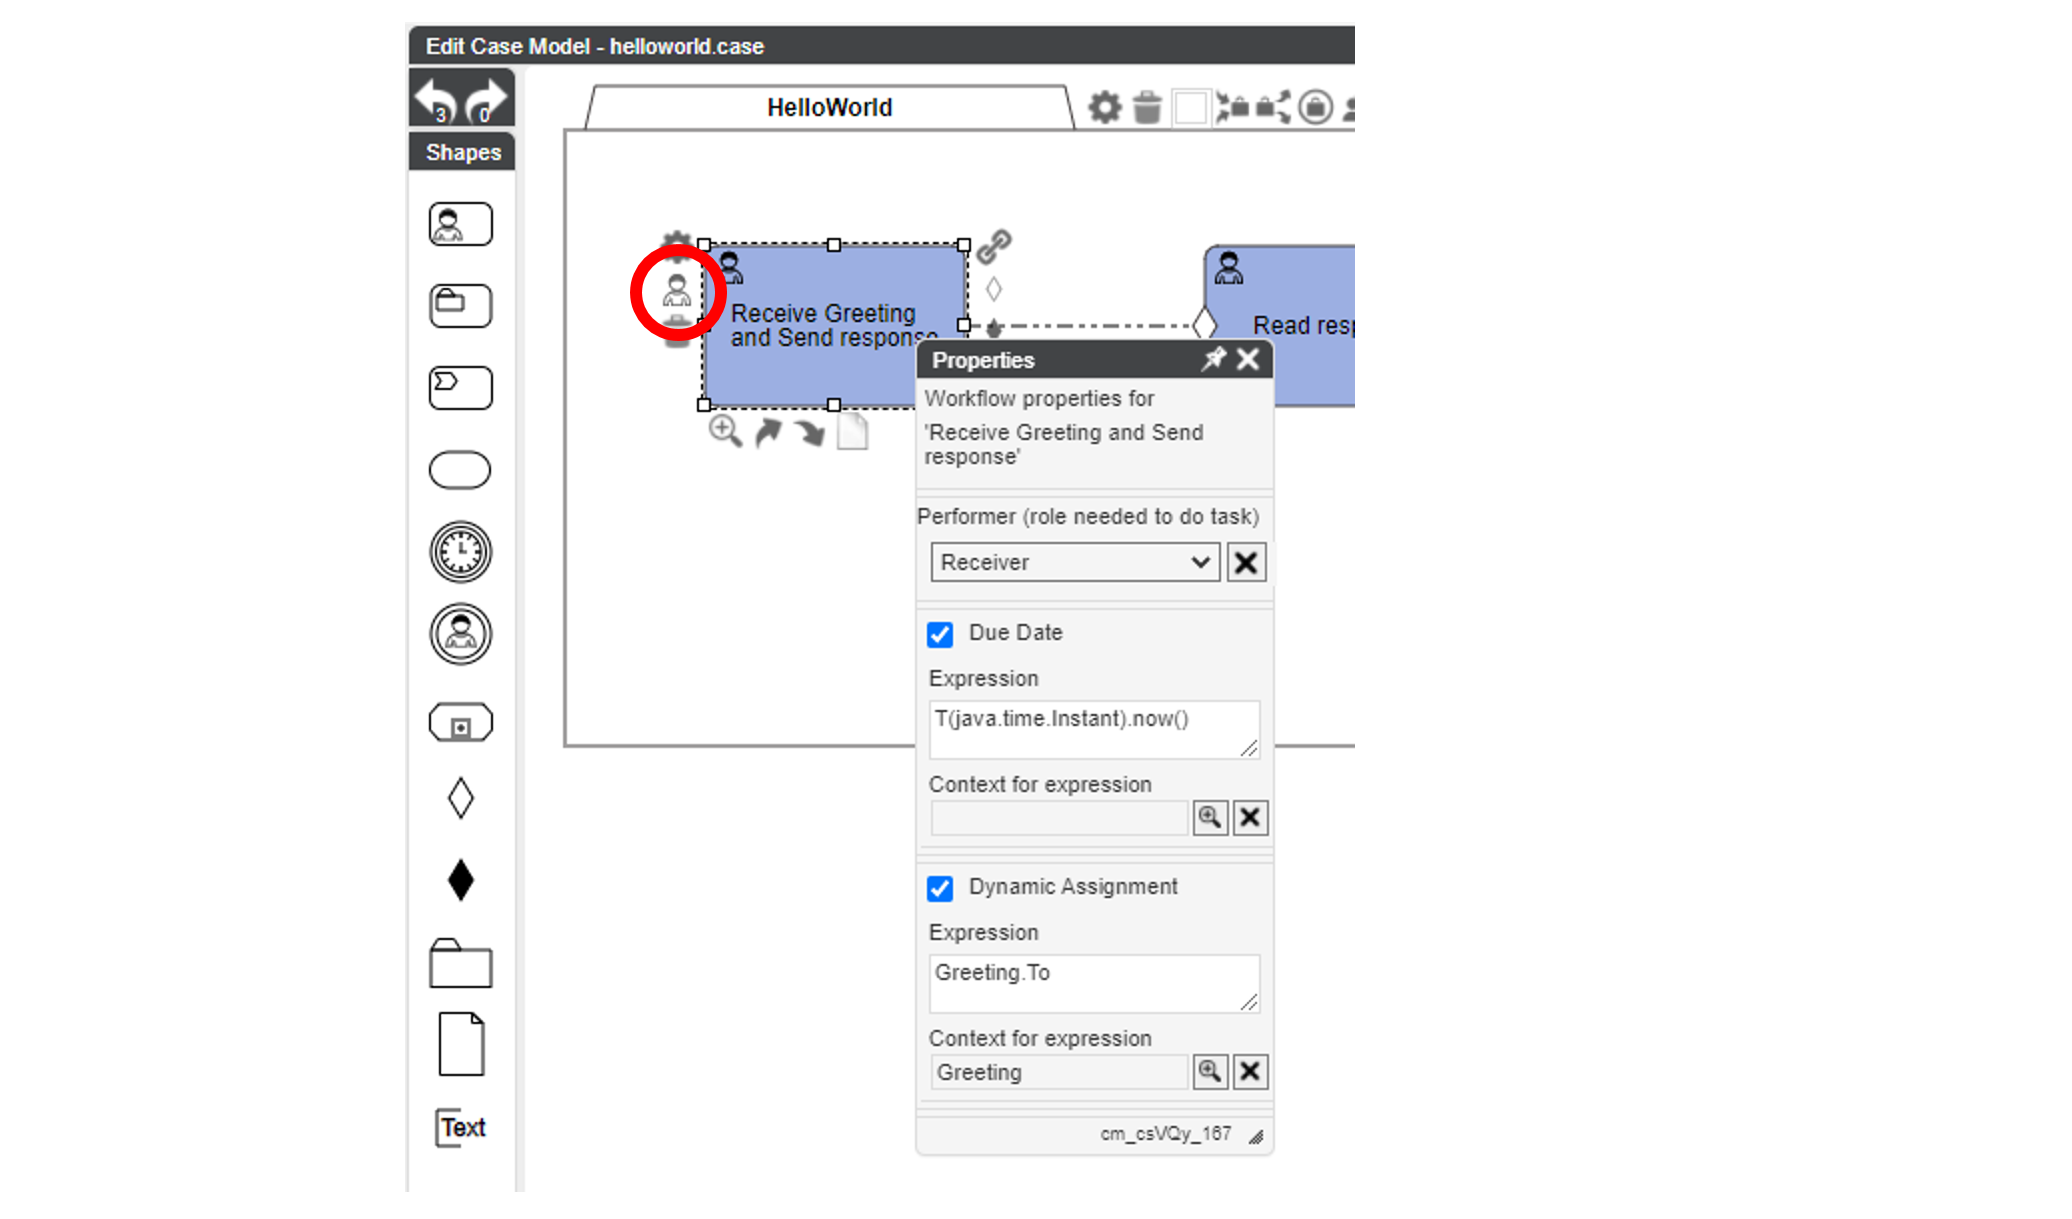 Edit Case Model - helloworld.case
3 0
HelloWorld
Shapes
Receive Greeting
and Send response
Read resp
Properties
Workflow properties for
'Receive Greeting and Send
response'
Performer (role needed to do task)
Receiver
Due Date
Expression
T(java.time.Instant).now()
Context for expression
Dynamic Assignment
Expression
Greeting.To
Context for expression
Greeting
Text
cm_csVQy_167